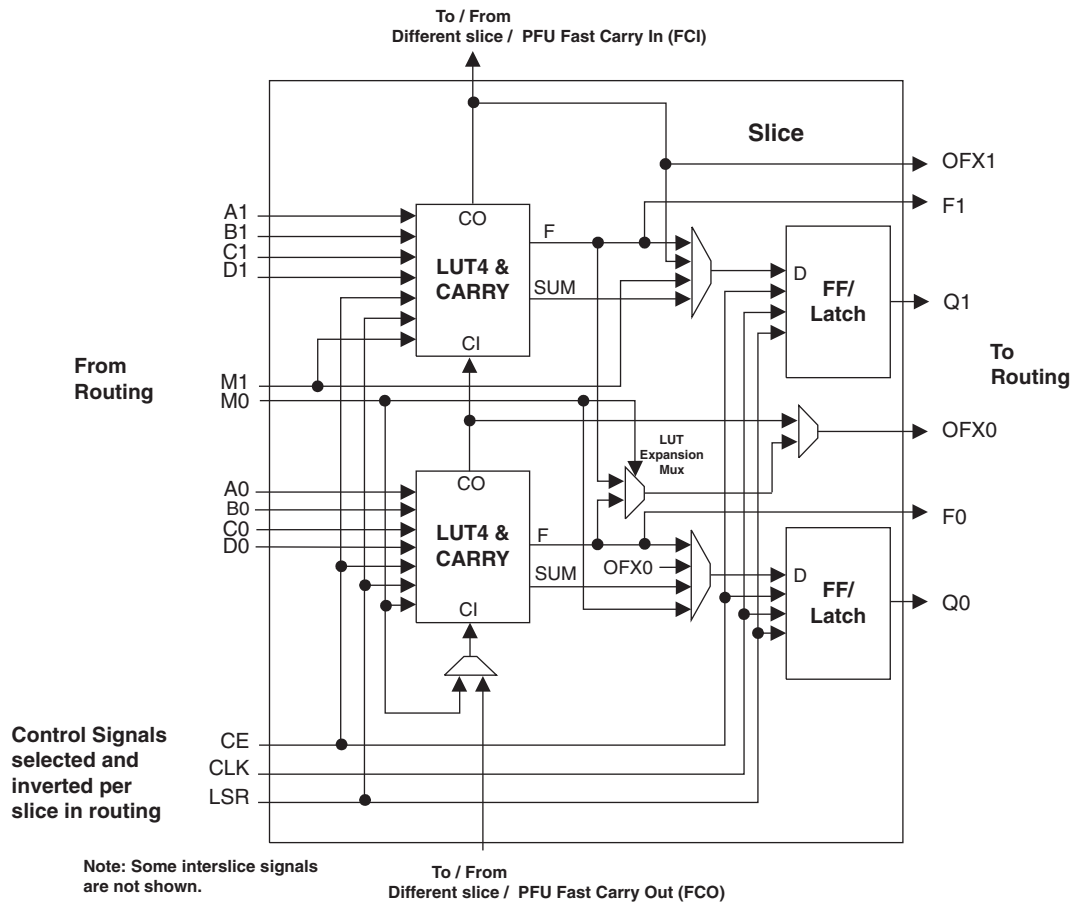 To / From
Different slice / PFU Fast Carry In (FCI)
Slice
OFX1
F1
A1
B1
C1
D1
CO
LUT4 &
CARRY
F
SUM
CI
D
FF/
Latch
Q1
From
Routing
To
Routing
M1
M0
OFX0
LUT
Expansion
Mux
A0
B0
C0
D0
CO
LUT4 &
CARRY
F
OFX0
SUM
CI
F0
D
FF/
Latch
Q0
Control Signals
selected and
inverted per
slice in routing
CE
CLK
LSR
Note: Some interslice signals
are not shown.
To / From
Different slice / PFU Fast Carry Out (FCO)